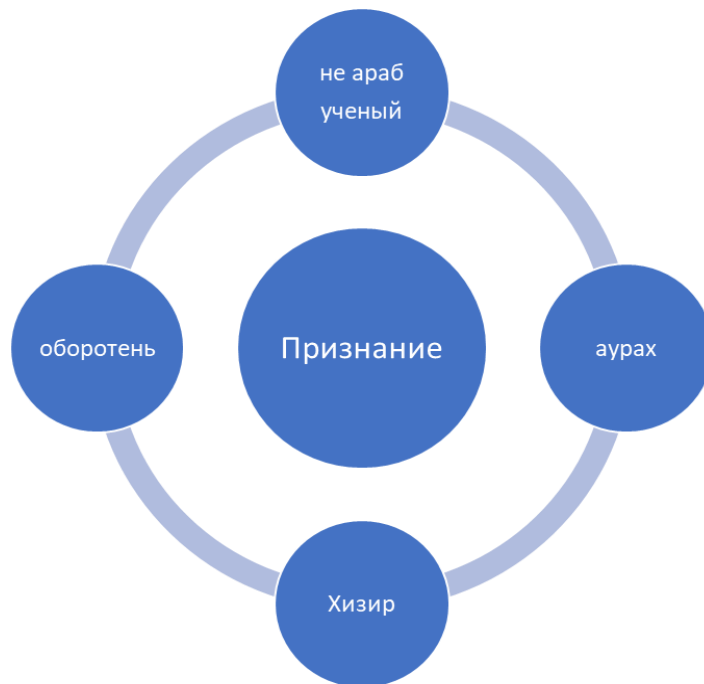 не араб
ученый
оборотень
Признание
аурах
Хизир